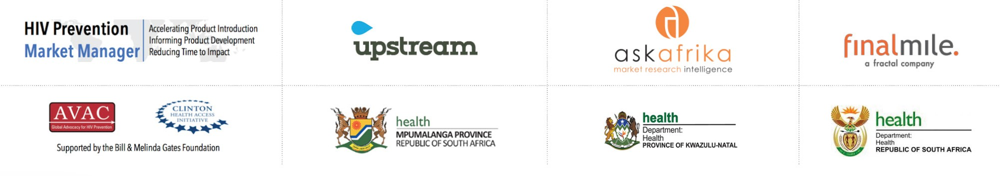 HIV Prevention
Market Manager
Accelerating Product Introduction
Informing Product Development
Reducing Time to Impact
upstream
askafrika
market research intelligence
finalmile.
a fractal company
AVAC
Global Advocacy for HIV Prevention
CLINTON
HEALTH ACCESS
INITIATIVE
Supported by the Bill & Melinda Gates Foundation
health
MPUMALANGA PROVINCE
REPUBLIC OF SOUTH AFRICA
health
Department:
Health
PROVINCE OF KWAZULU-NATAL
health
Department:
Health
REPUBLIC OF SOUTH AFRICA